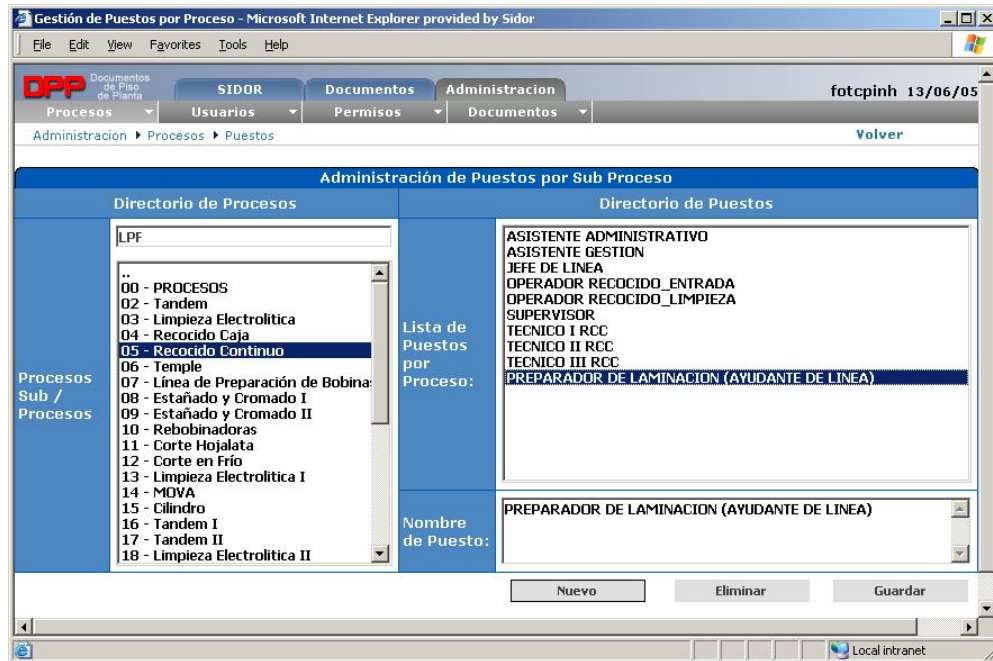 Gestión de Puestos por Proceso - Microsoft Internet Explorer provided by Sidor
File Edit View Favorites Tools Help
DPP Documentos de Piso de Planta
SIDOR Documentos Administracion fotcpinh 13/06/05
Procesos Usuarios Permisos Documentos
Administracion Procesos Puestos Volver
Administración de Puestos por Sub Proceso
Directorio de Procesos Directorio de Puestos
Procesos Sub / Procesos
LPF
..
00 - PROCESOS
02 - Tandem
03 - Limpieza Electrolitica
04 - Recocido Caja
05 - Recocido Continuo
06 - Temple
07 - Línea de Preparación de Bobina
08 - Estañado y Cromado I
09 - Estañado y Cromado II
10 - Rebobinadoras
11 - Corte Hojalata
12 - Corte en Frío
13 - Limpieza Electrolitica I
14 - MOVA
15 - Cilindro
16 - Tandem I
17 - Tandem II
18 - Limpieza Electrolitica II
Lista de Puestos por Proceso:
ASISTENTE ADMINISTRATIVO
ASISTENTE GESTION
JEFE DE LINEA
OPERADOR RECOCIDO_ENTRADA
OPERADOR RECOCIDO_LIMPIEZA
SUPERVISOR
TECNICO I RCC
TECNICO II RCC
TECNICO III RCC
PREPARADOR DE LAMINACION (AYUDANTE DE LINEA)
Nombre de Puesto:
PREPARADOR DE LAMINACION (AYUDANTE DE LINEA)
Nuevo Eliminar Guardar
Local intranet